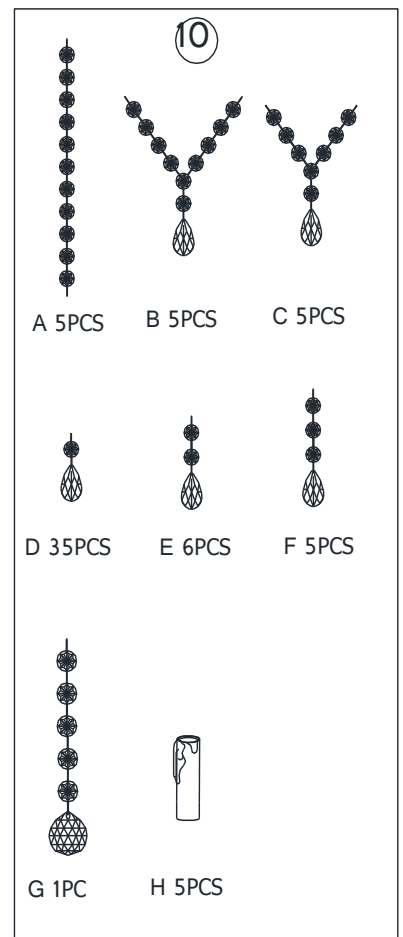 10
A 5PCS
B 5PCS
C 5PCS
D 35PCS
E 6PCS
F 5PCS
G 1PC
H 5PCS